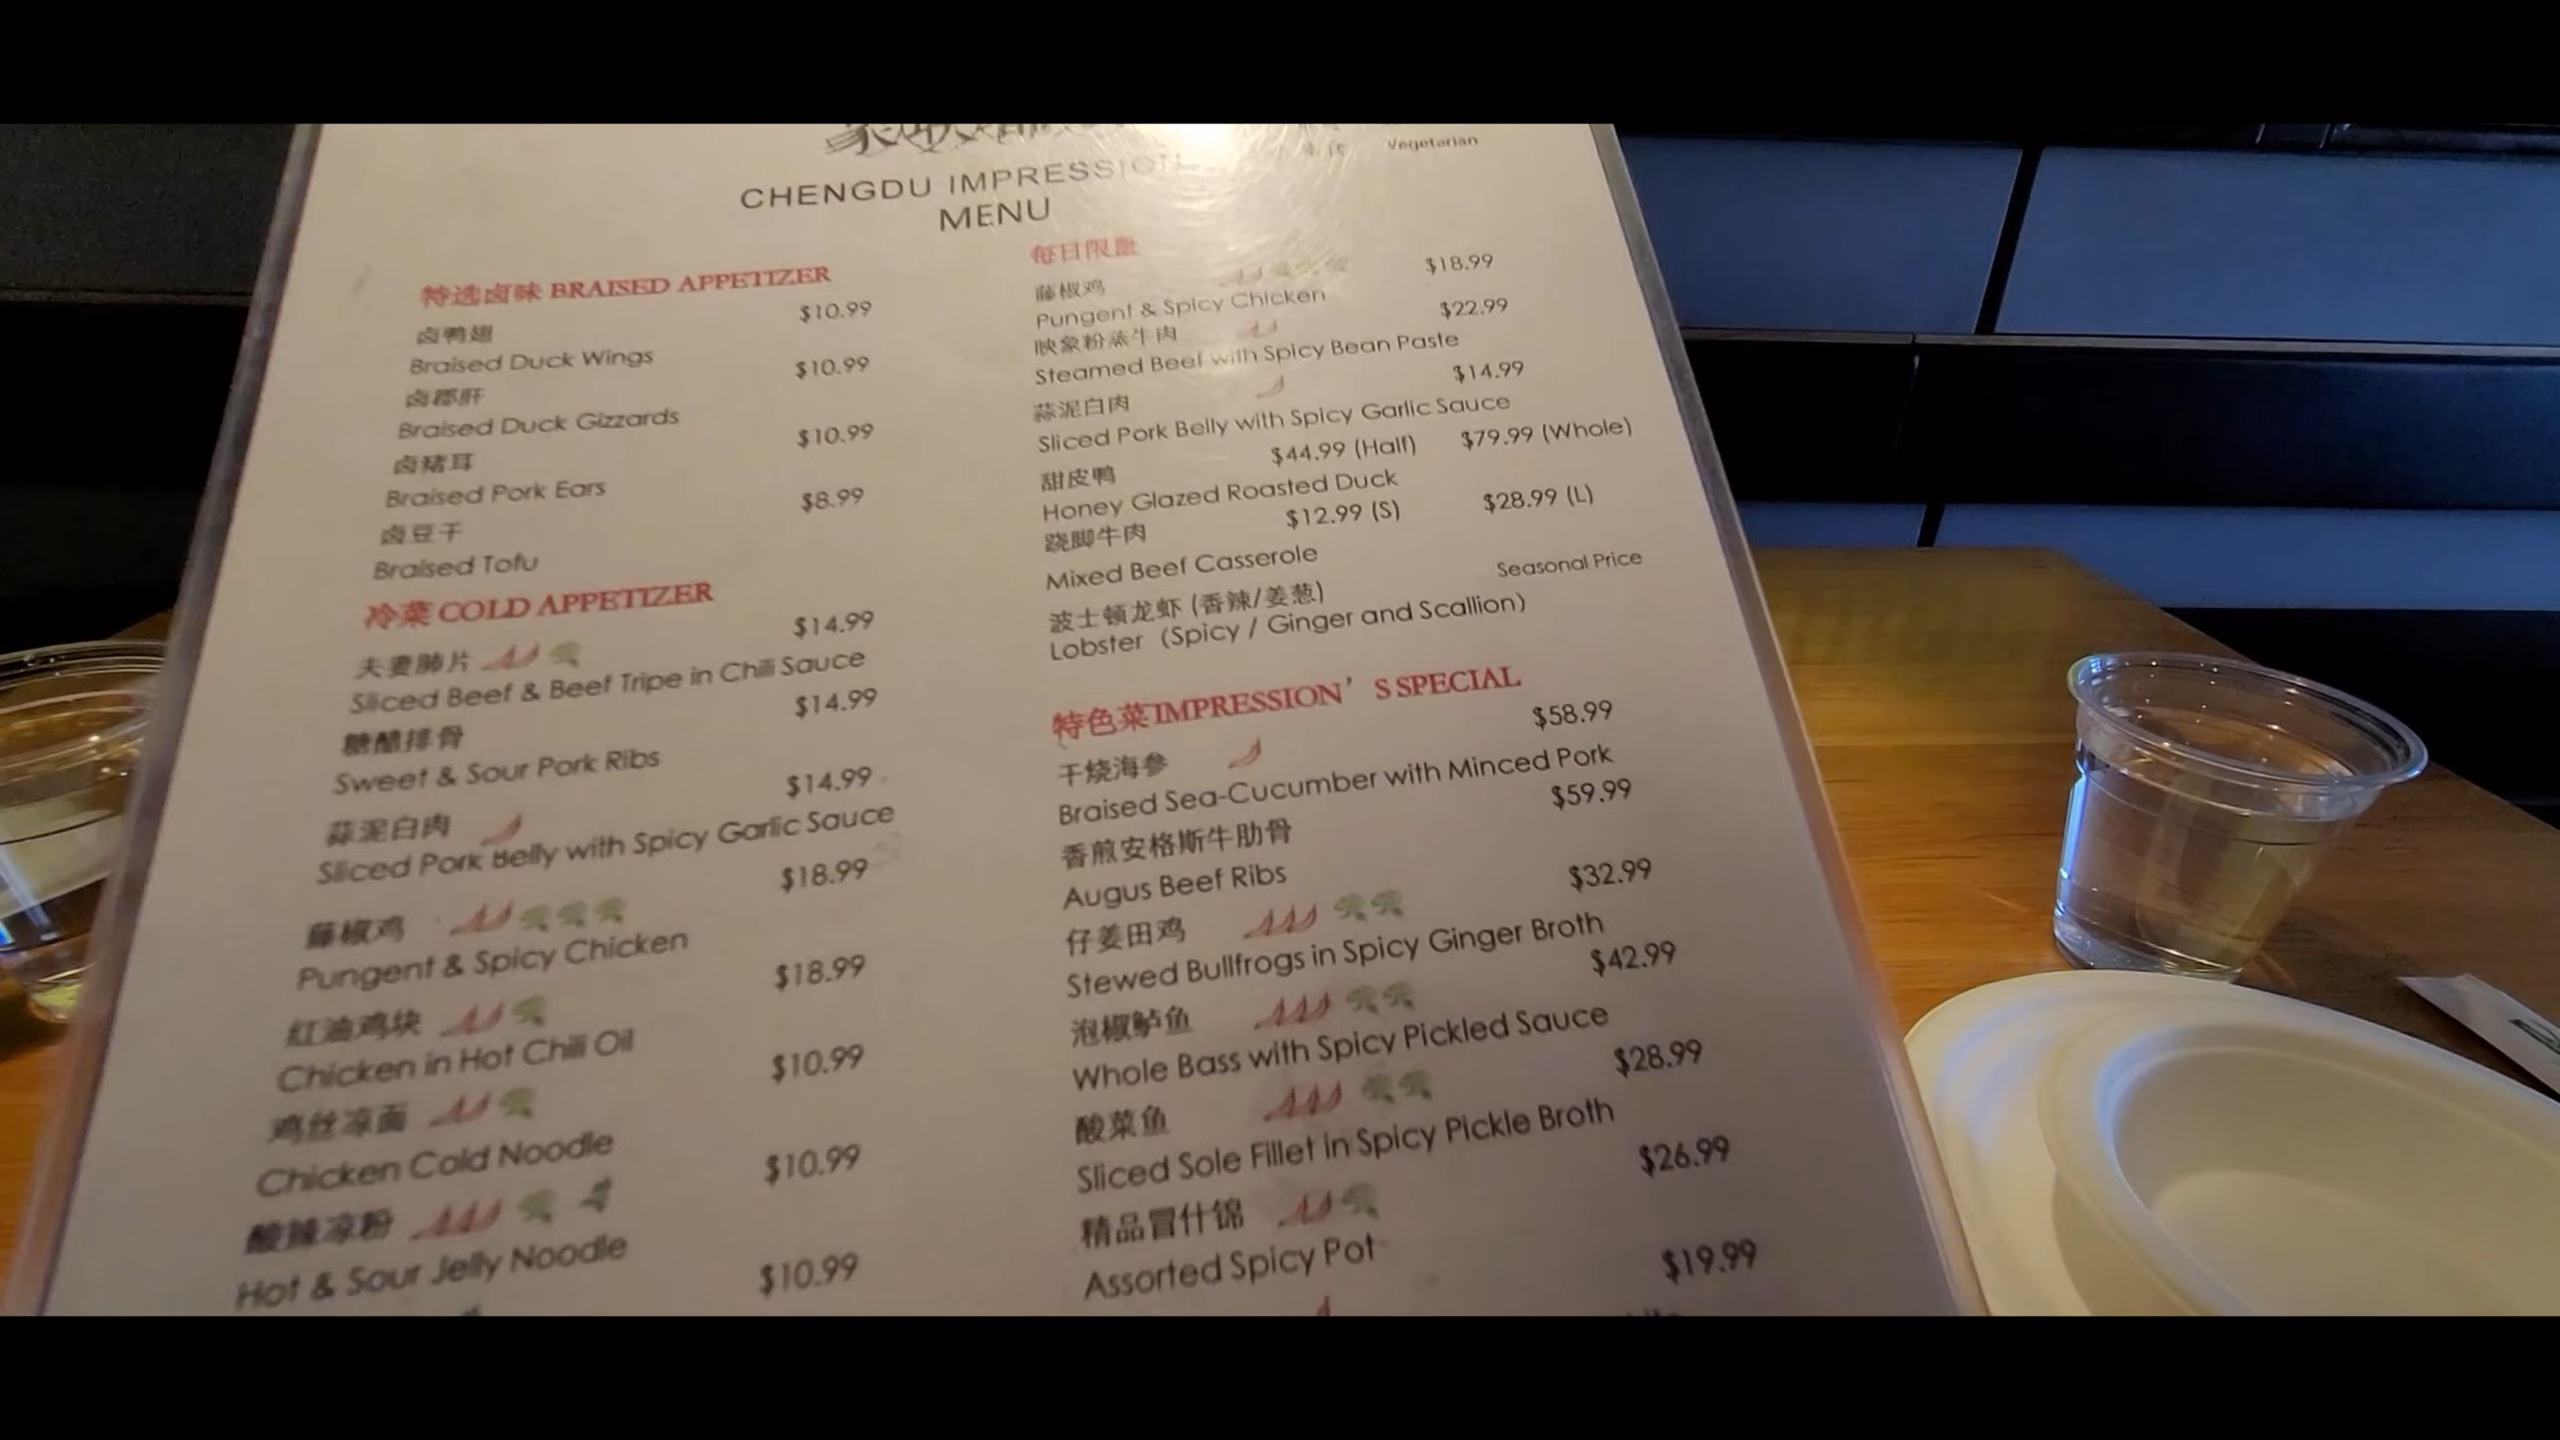 Vegetarian
CHENGDU IMPRESSION
MENU
特选卤味 BRAISED APPETIZER
$10.99
卤鸭翅
Braised Duck Wings
$10.99
卤郡肝
Braised Duck Gizzards
$10.99
卤猪耳
Braised Pork Ears
$8.99
卤豆干
Braised Tofu
冷菜 COLD APPETIZER
$14.99
夫妻肺片
Sliced Beef & Beef Tripe in Chili Sauce
$14.99
糖醋排骨
Sweet & Sour Pork Ribs
$14.99
蒜泥白肉
Sliced Pork Belly with Spicy Garlic Sauce
$18.99
藤椒鸡
Pungent & Spicy Chicken
$18.99
红油鸡块
Chicken in Hot Chili Oil
$10.99
鸡丝凉面
Chicken Cold Noodle
$10.99
酸辣凉粉
Hot & Sour Jelly Noodle
$10.99
每日限量
$18.99
藤椒鸡
Pungent & Spicy Chicken
$22.99
映象粉蒸牛肉
Steamed Beef with Spicy Bean Paste
$14.99
蒜泥白肉
Sliced Pork Belly with Spicy Garlic Sauce
$44.99 (Half) $79.99 (Whole)
甜皮鸭
Honey Glazed Roasted Duck
$12.99 (S) $28.99 (L)
跷脚牛肉
Mixed Beef Casserole
Seasonal Price
波士顿龙虾 (香辣/姜葱)
Lobster (Spicy / Ginger and Scallion)
特色菜IMPRESSION’S SPECIAL
$58.99
干烧海参
Braised Sea-Cucumber with Minced Pork
$59.99
香煎安格斯牛肋骨
Augus Beef Ribs
$32.99
仔姜田鸡
Stewed Bullfrogs in Spicy Ginger Broth
$42.99
泡椒鲈鱼
Whole Bass with Spicy Pickled Sauce
$28.99
酸菜鱼
Sliced Sole Fillet in Spicy Pickle Broth
$26.99
精品冒什锦
Assorted Spicy Pot
$19.99